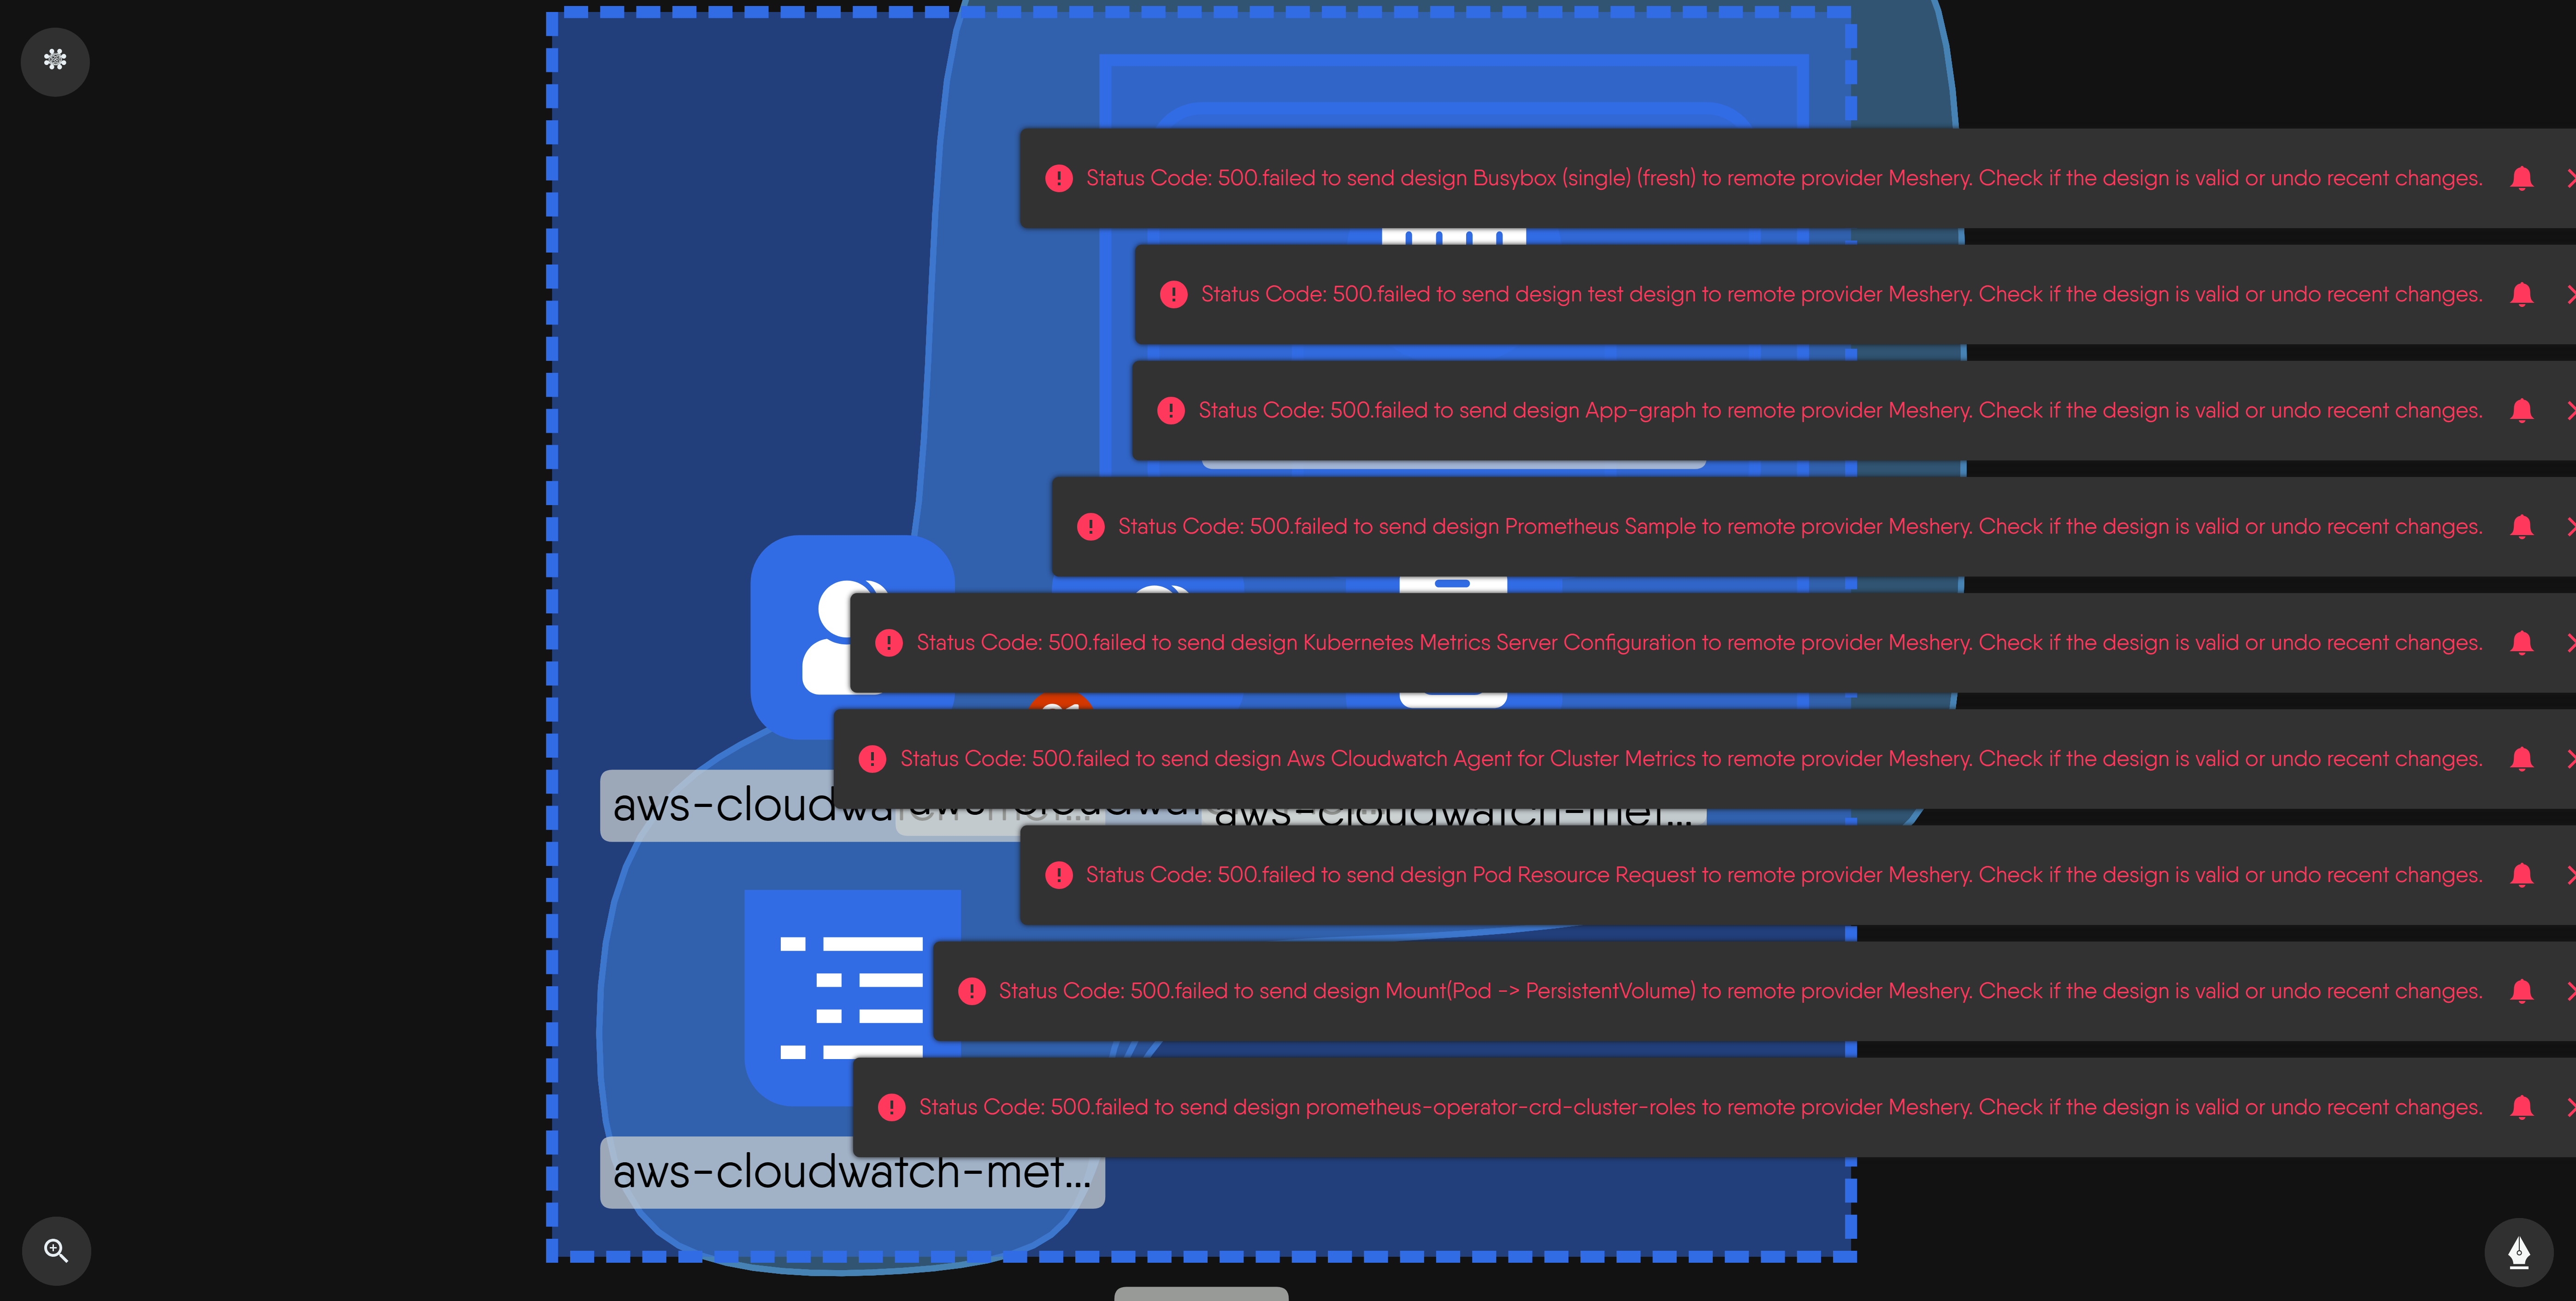 Status Code: 500.failed to send design Busybox (single) (fresh) to remote provider Meshery. Check if the design is valid or undo recent changes.
Status Code: 500.failed to send design test design to remote provider Meshery. Check if the design is valid or undo recent changes.
Status Code: 500.failed to send design App-graph to remote provider Meshery. Check if the design is valid or undo recent changes.
Status Code: 500.failed to send design Prometheus Sample to remote provider Meshery. Check if the design is valid or undo recent changes.
Status Code: 500.failed to send design Kubernetes Metrics Server Configuration to remote provider Meshery. Check if the design is valid or undo recent changes.
Status Code: 500.failed to send design Aws Cloudwatch Agent for Cluster Metrics to remote provider Meshery. Check if the design is valid or undo recent changes.
aws-cloudwatch-met...
aws-cloudwatch-met...
Status Code: 500.failed to send design Pod Resource Request to remote provider Meshery. Check if the design is valid or undo recent changes.
Status Code: 500.failed to send design Mount(Pod -> PersistentVolume) to remote provider Meshery. Check if the design is valid or undo recent changes.
Status Code: 500.failed to send design prometheus-operator-crd-cluster-roles to remote provider Meshery. Check if the design is valid or undo recent changes.
aws-cloudwatch-met...